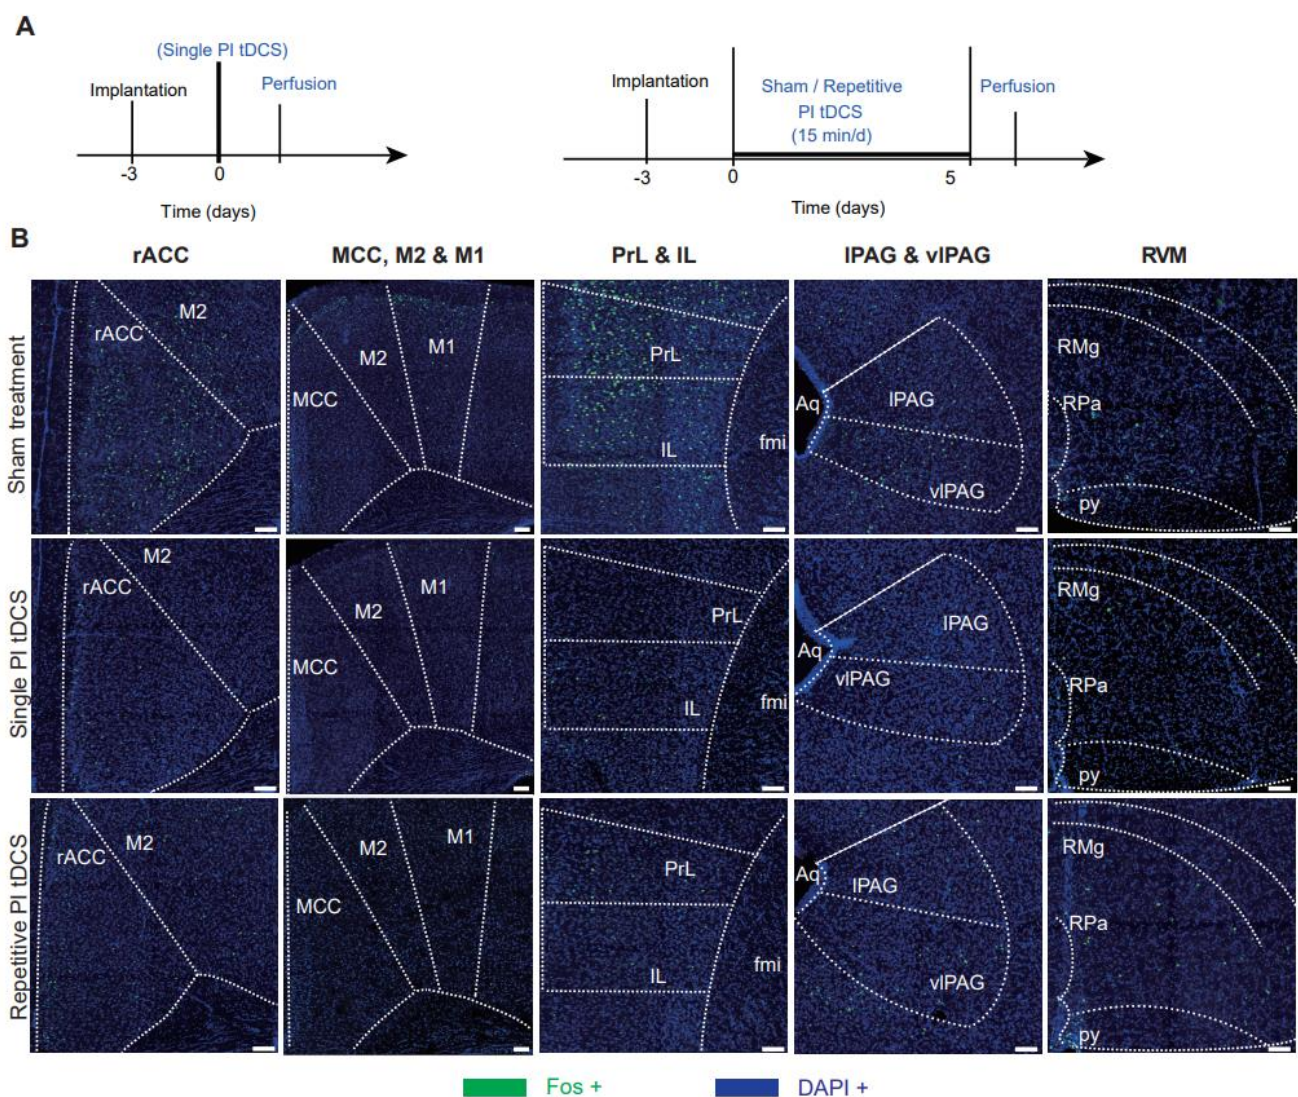 A
(Single PI tDCS)
Implantation
Perfusion
-3
0
Time (days)
Implantation
Sham / Repetitive
PI tDCS
(15 min/d)
Perfusion
-3
0
5
Time (days)
B
rACC
MCC, M2 & M1
PrL & IL
lPAG & vlPAG
RVM
Sham treatment
rACC
M2
MCC
M2
M1
PrL
IL
fmi
Aq
lPAG
vlPAG
RMg
RPa
py
Single PI tDCS
rACC
M2
MCC
M2
M1
PrL
IL
fmi
Aq
lPAG
vlPAG
RMg
RPa
py
Repetitive PI tDCS
rACC
M2
MCC
M2
M1
PrL
IL
fmi
Aq
lPAG
vlPAG
RMg
RPa
py
Fos +
DAPI +